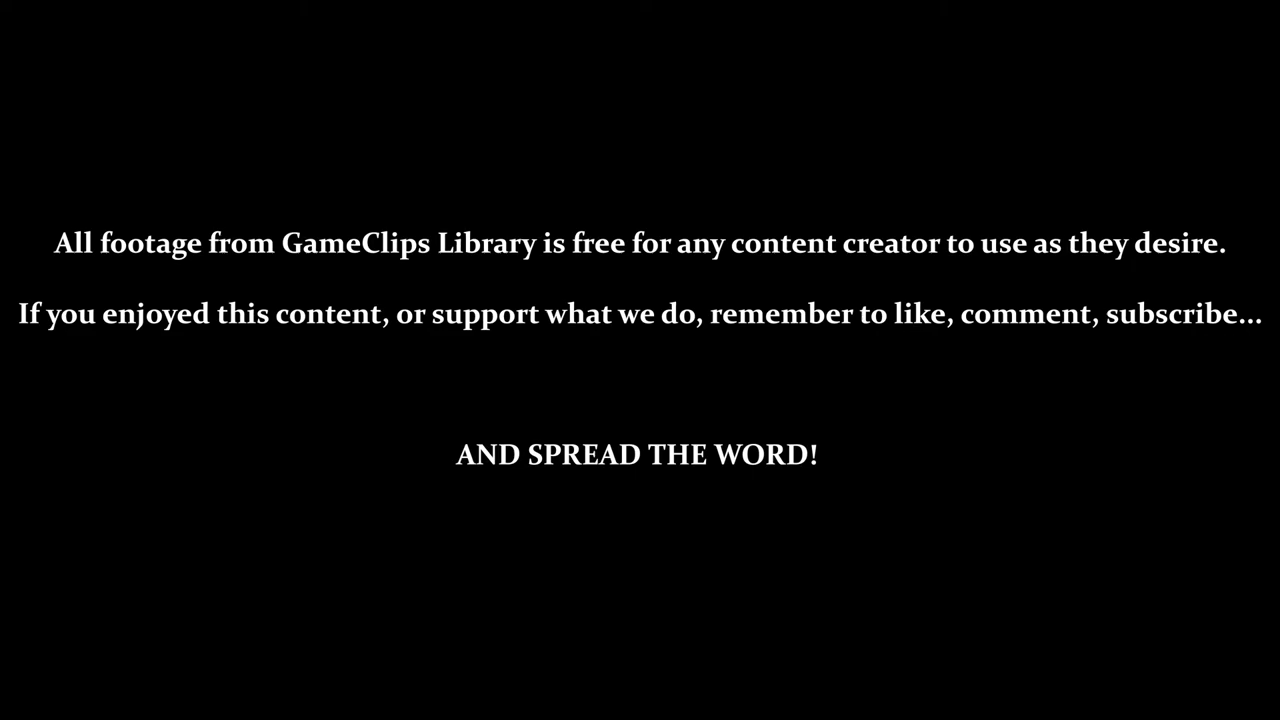 All footage from GameClips Library is free for any content creator to use as they desire.
If you enjoyed this content, or support what we do, remember to like, comment, subscribe...
AND SPREAD THE WORD!